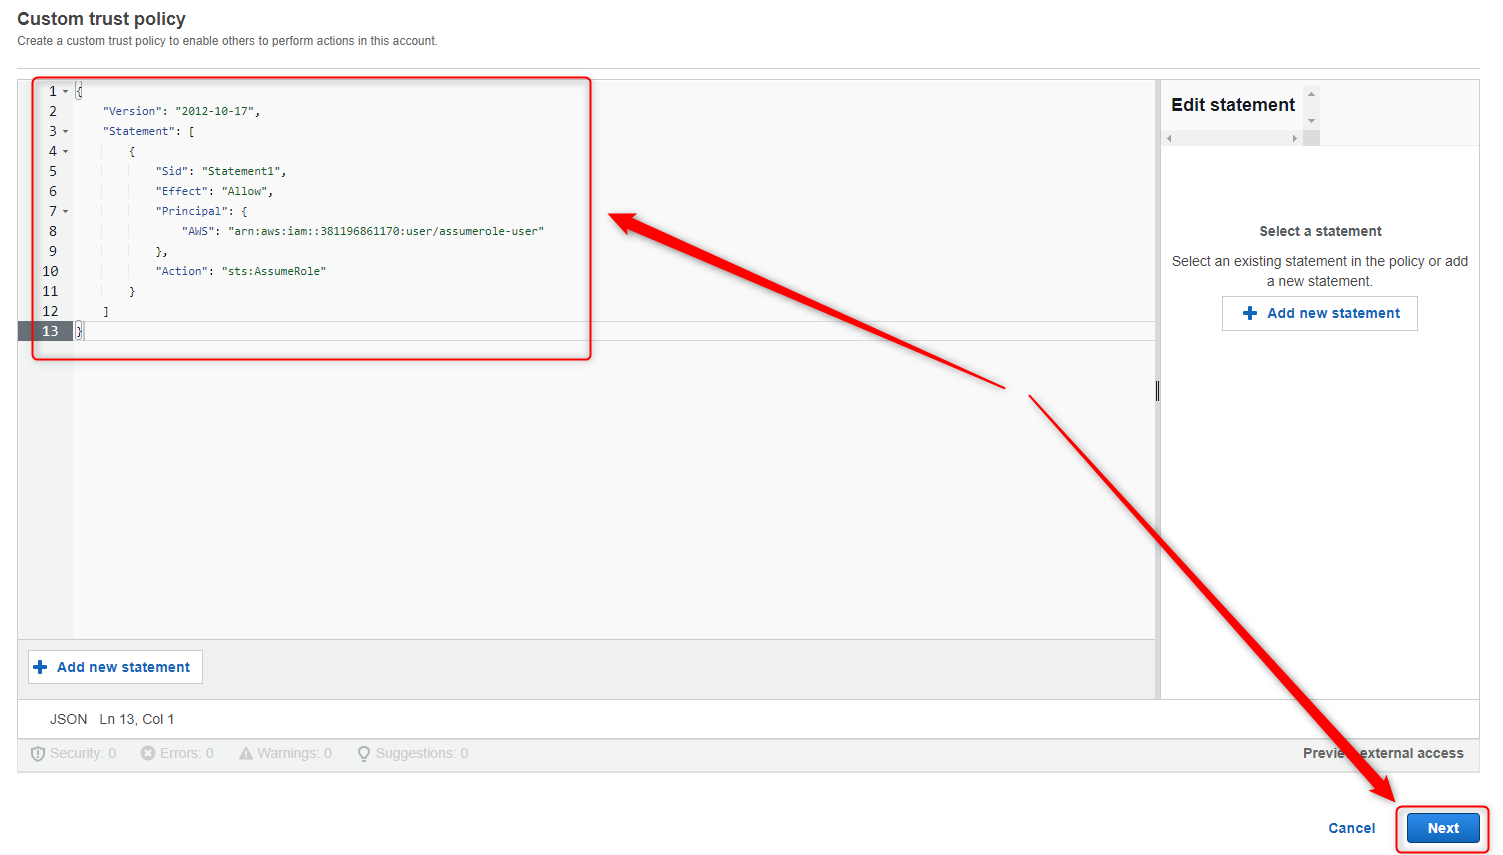 Custom trust policy
Create a custom trust policy to enable others to perform actions in this account.
1 {
2 "Version": "2012-10-17",
3 "Statement": [
4 {
5 "Sid": "Statement1",
6 "Effect": "Allow",
7 "Principal": {
8 "AWS": "arn:aws:iam::381196861170:user/assumerole-user"
9 },
10 "Action": "sts:AssumeRole"
11 }
12 ]
13 }
Edit statement
Select a statement
Select an existing statement in the policy or add
a new statement.
Add new statement
Add new statement
JSON Ln 13, Col 1
Security: 0 Errors: 0 Warnings: 0 Suggestions: 0
Preview external access
Cancel Next